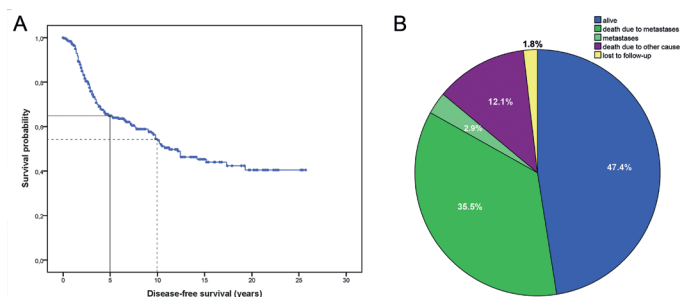 A
Survival probability
1,0
0,8
0,6
0,4
0,2
0,0
0
5
10
15
20
25
30
Disease-free survival (years)
B
alive
death due to metastases
metastases
death due to other cause
lost to follow-up
1.8%
12.1%
2.9%
47.4%
35.5%